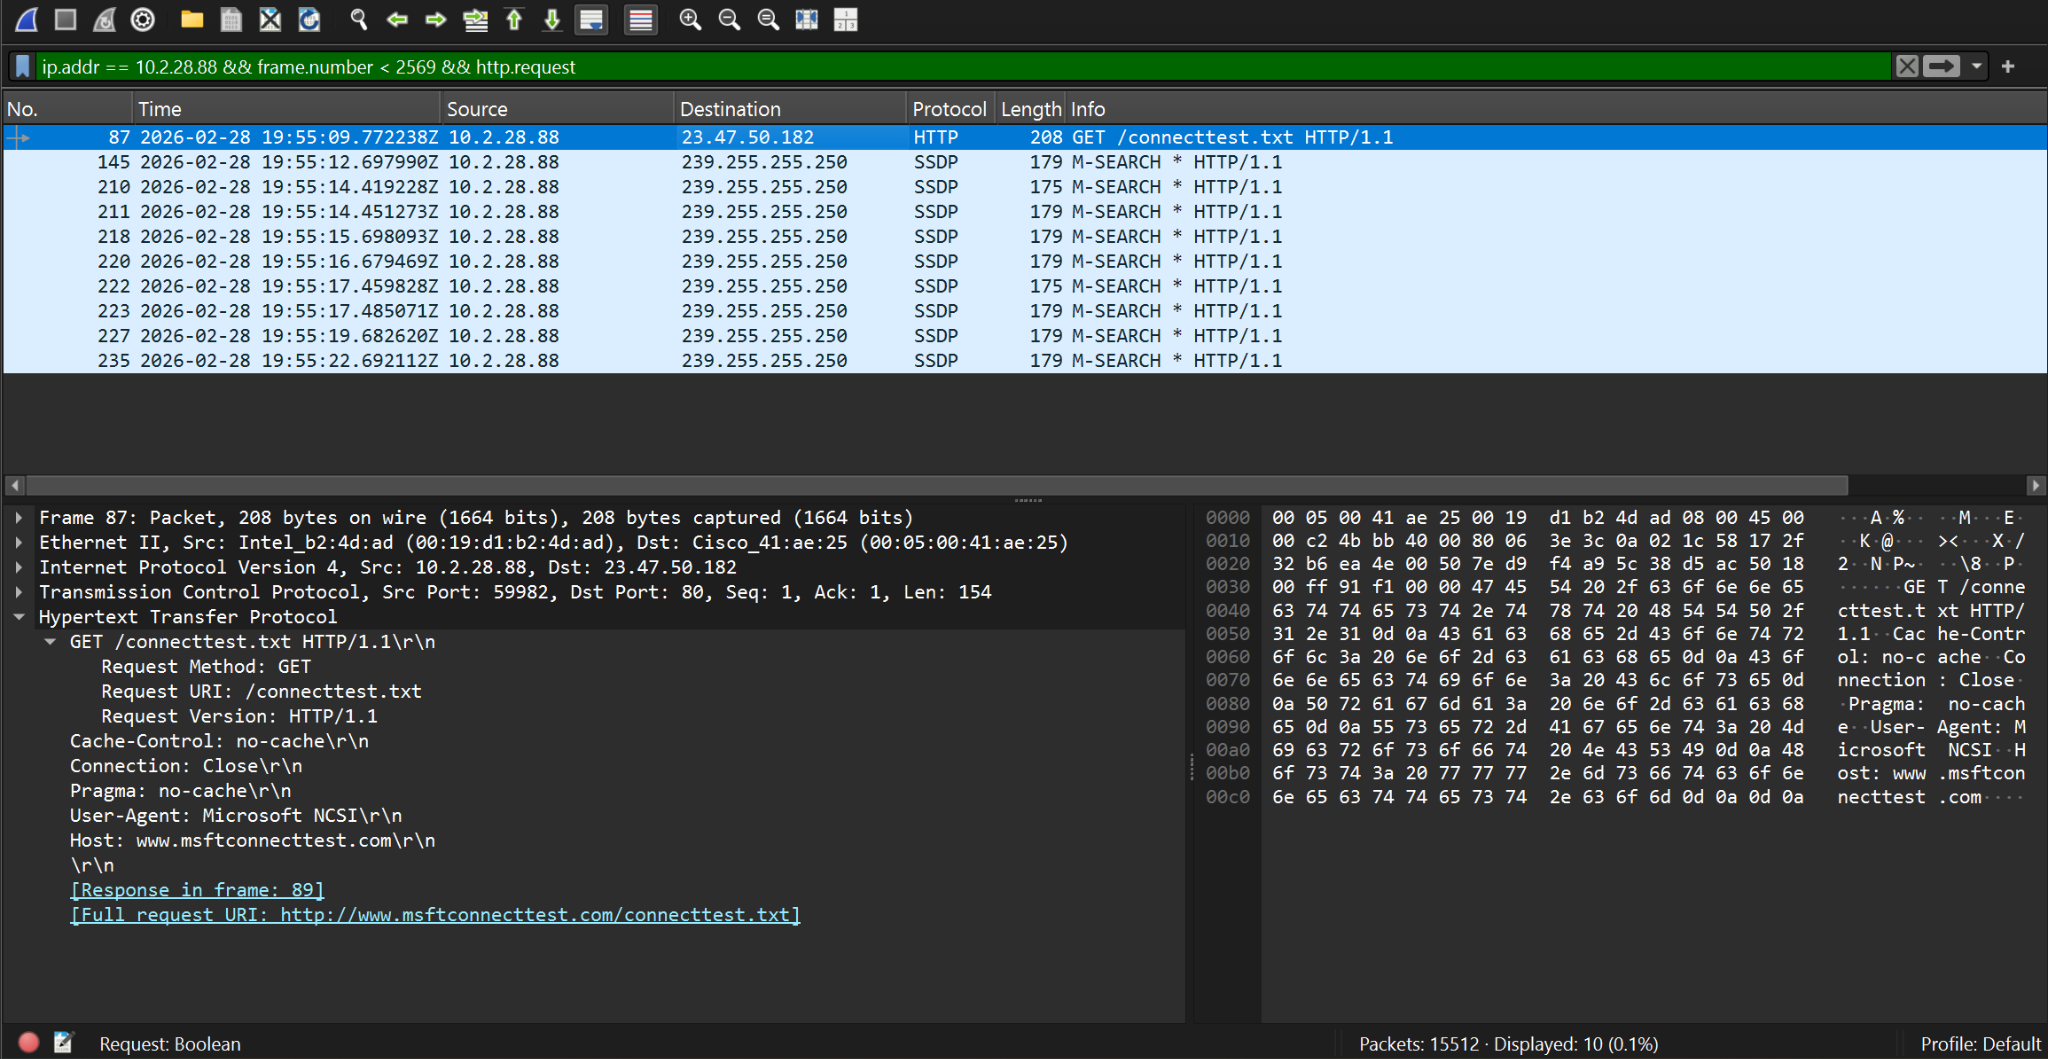 ip.addr == 10.2.28.88 && frame.number < 2569 && http.request
No. Time Source Destination Protocol Length Info
87 2026-02-28 19:55:09.772238Z 10.2.28.88 23.47.50.182 HTTP 208 GET /connecttest.txt HTTP/1.1
145 2026-02-28 19:55:12.697990Z 10.2.28.88 239.255.255.250 SSDP 179 M-SEARCH * HTTP/1.1
210 2026-02-28 19:55:14.419228Z 10.2.28.88 239.255.255.250 SSDP 175 M-SEARCH * HTTP/1.1
211 2026-02-28 19:55:14.451273Z 10.2.28.88 239.255.255.250 SSDP 179 M-SEARCH * HTTP/1.1
218 2026-02-28 19:55:15.698093Z 10.2.28.88 239.255.255.250 SSDP 179 M-SEARCH * HTTP/1.1
220 2026-02-28 19:55:16.679469Z 10.2.28.88 239.255.255.250 SSDP 179 M-SEARCH * HTTP/1.1
222 2026-02-28 19:55:17.459828Z 10.2.28.88 239.255.255.250 SSDP 175 M-SEARCH * HTTP/1.1
223 2026-02-28 19:55:17.485071Z 10.2.28.88 239.255.255.250 SSDP 179 M-SEARCH * HTTP/1.1
227 2026-02-28 19:55:19.682620Z 10.2.28.88 239.255.255.250 SSDP 179 M-SEARCH * HTTP/1.1
235 2026-02-28 19:55:22.692112Z 10.2.28.88 239.255.255.250 SSDP 179 M-SEARCH * HTTP/1.1
Frame 87: Packet, 208 bytes on wire (1664 bits), 208 bytes captured (1664 bits)
Ethernet II, Src: Intel_b2:4d:ad (00:19:d1:b2:4d:ad), Dst: Cisco_41:ae:25 (00:05:00:41:ae:25)
Internet Protocol Version 4, Src: 10.2.28.88, Dst: 23.47.50.182
Transmission Control Protocol, Src Port: 59982, Dst Port: 80, Seq: 1, Ack: 1, Len: 154
Hypertext Transfer Protocol
GET /connecttest.txt HTTP/1.1\r\n
Request Method: GET
Request URI: /connecttest.txt
Request Version: HTTP/1.1
Cache-Control: no-cache\r\n
Connection: Close\r\n
Pragma: no-cache\r\n
User-Agent: Microsoft NCSI\r\n
Host: www.msftconnecttest.com\r\n
\r\n
[Response in frame: 89]
[Full request URI: http://www.msftconnecttest.com/connecttest.txt]
0000 00 05 00 41 ae 25 00 19 d1 b2 4d ad 08 00 45 00 ···A·%·· ··M···E·
0010 00 c2 4b bb 40 00 80 06 3e 3c 0a 02 1c 58 17 2f ··K·@··· ><···X·/
0020 32 b6 ea 4e 00 50 7e d9 f4 a9 5c 38 d5 ac 50 18 2··N·P~· ··\8··P·
0030 00 ff 91 f1 00 00 47 45 54 20 2f 63 6f 6e 6e 65 ······GE T /conne
0040 63 74 74 65 73 74 2e 74 78 74 20 48 54 54 50 2f cttest.t xt HTTP/
0050 31 2e 31 0d 0a 43 61 63 68 65 2d 43 6f 6e 74 72 1.1··Cac he-Contr
0060 6f 6c 3a 20 6e 6f 2d 63 61 63 68 65 0d 0a 43 6f ol: no-c ache··Co
0070 6e 6e 65 63 74 69 6f 6e 3a 20 43 6c 6f 73 65 0d nnection : Close·
0080 0a 50 72 61 67 6d 61 3a 20 6e 6f 2d 63 61 63 68 ·Pragma: no-cach
0090 65 0d 0a 55 73 65 72 2d 41 67 65 6e 74 3a 20 4d e··User- Agent: M
00a0 69 63 72 6f 73 6f 66 74 20 4e 43 53 49 0d 0a 48 icrosoft NCSI··H
00b0 6f 73 74 3a 20 77 77 77 2e 6d 73 66 74 63 6f 6e ost: www .msftcon
00c0 6e 65 63 74 74 65 73 74 2e 63 6f 6d 0d 0a 0d 0a necttest .com····
Request: Boolean
Packets: 15512 · Displayed: 10 (0.1%)
Profile: Default